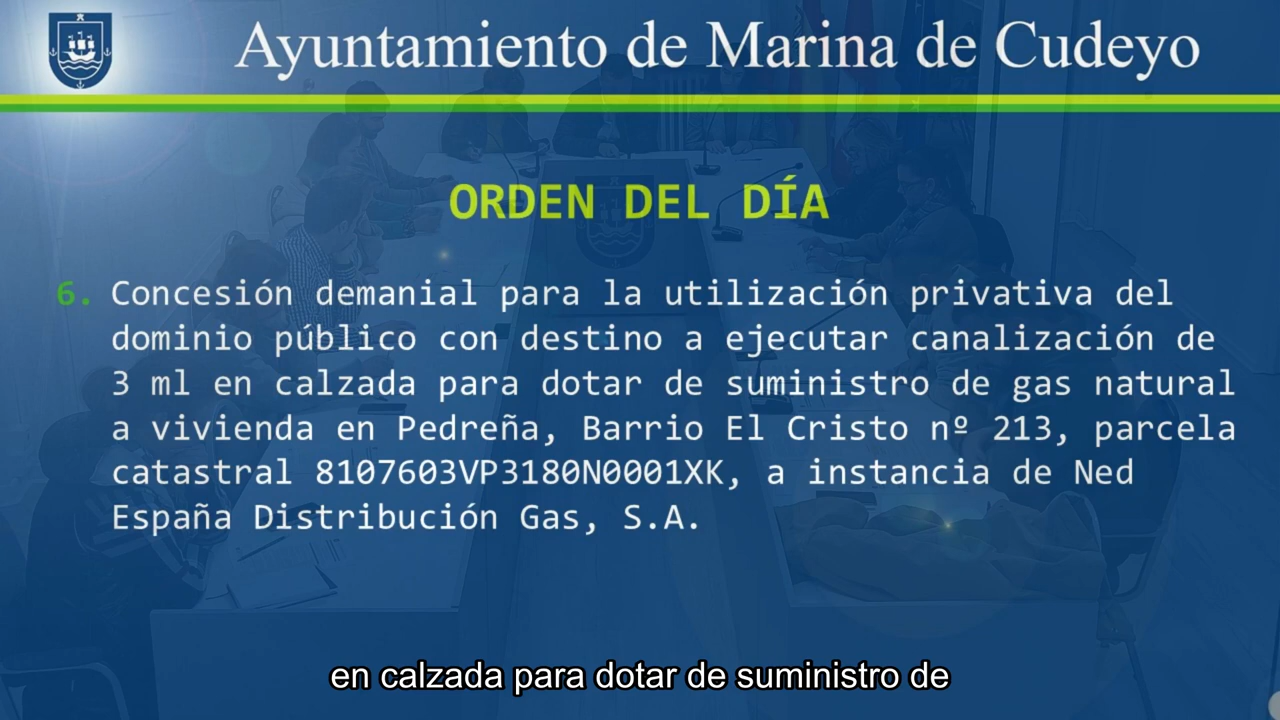 Ayuntamiento de Marina de Cudeyo
ORDEN DEL DÍA
6. Concesión demanial para la utilización privativa del
dominio público con destino a ejecutar canalización de
3 ml en calzada para dotar de suministro de gas natural
a vivienda en Pedreña, Barrio El Cristo nº 213, parcela
catastral 8107603VP3180N0001XK, a instancia de Ned
España Distribución Gas, S.A.
en calzada para dotar de suministro de